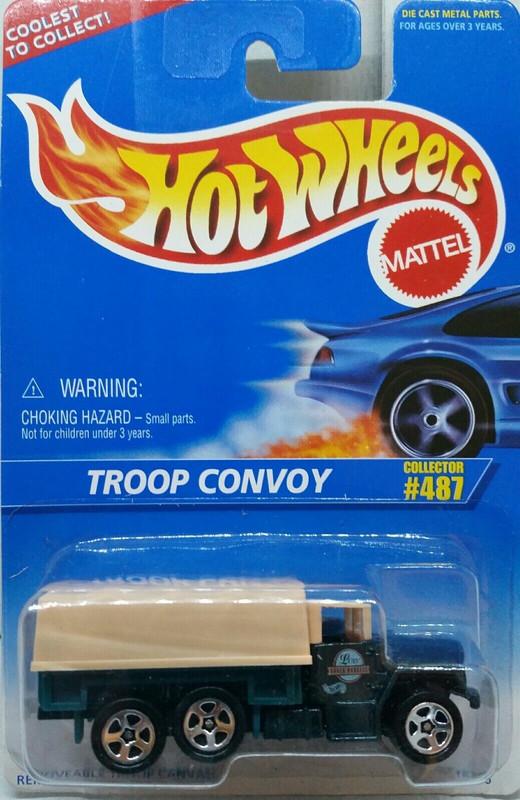 COOLEST
TO COLLECT!
DIE CAST METAL PARTS.
FOR AGES OVER 3 YEARS.
HOT WHEELS
MATTEL
®
⚠ WARNING:
CHOKING HAZARD – Small parts.
Not for children under 3 years.
TROOP CONVOY
COLLECTOR
#487